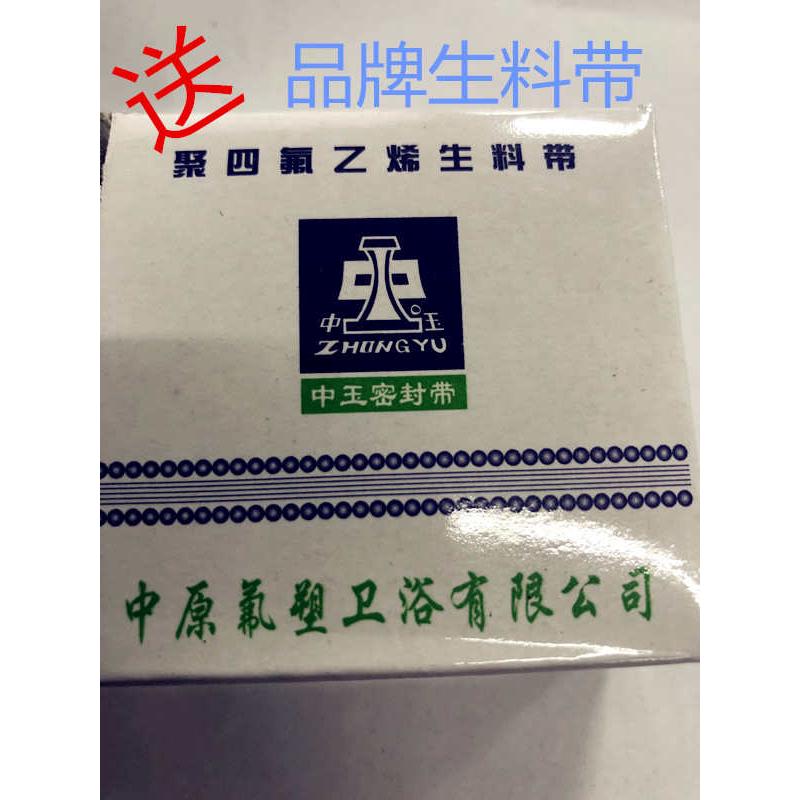 送 品牌生料带
聚四氟乙烯生料带
中玉
ZHONGYU
中玉密封带
中原氟塑卫浴有限公司